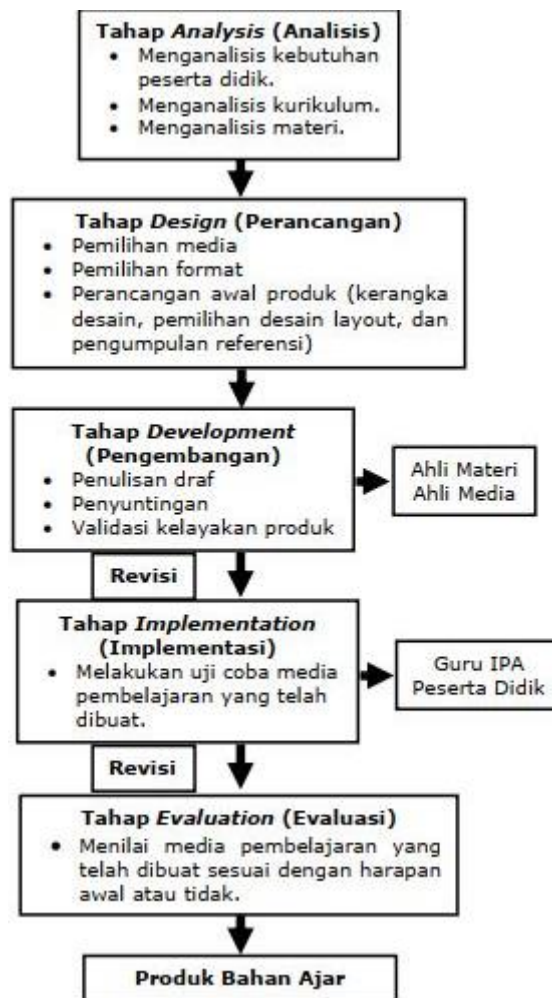 Tahap Analysis (Analisis)
• Menganalisis kebutuhan
peserta didik.
• Menganalisis kurikulum.
• Menganalisis materi.
Tahap Design (Perancangan)
• Pemilihan media
• Pemilihan format
• Perancangan awal produk (kerangka
desain, pemilihan desain layout, dan
pengumpulan referensi)
Tahap Development
(Pengembangan)
• Penulisan draf
• Penyuntingan
• Validasi kelayakan produk
Ahli Materi
Ahli Media
Revisi
Tahap Implementation
(Implementasi)
• Melakukan uji coba media
pembelajaran yang telah
dibuat.
Guru IPA
Peserta Didik
Revisi
Tahap Evaluation (Evaluasi)
• Menilai media pembelajaran yang
telah dibuat sesuai dengan harapan
awal atau tidak.
Produk Bahan Ajar